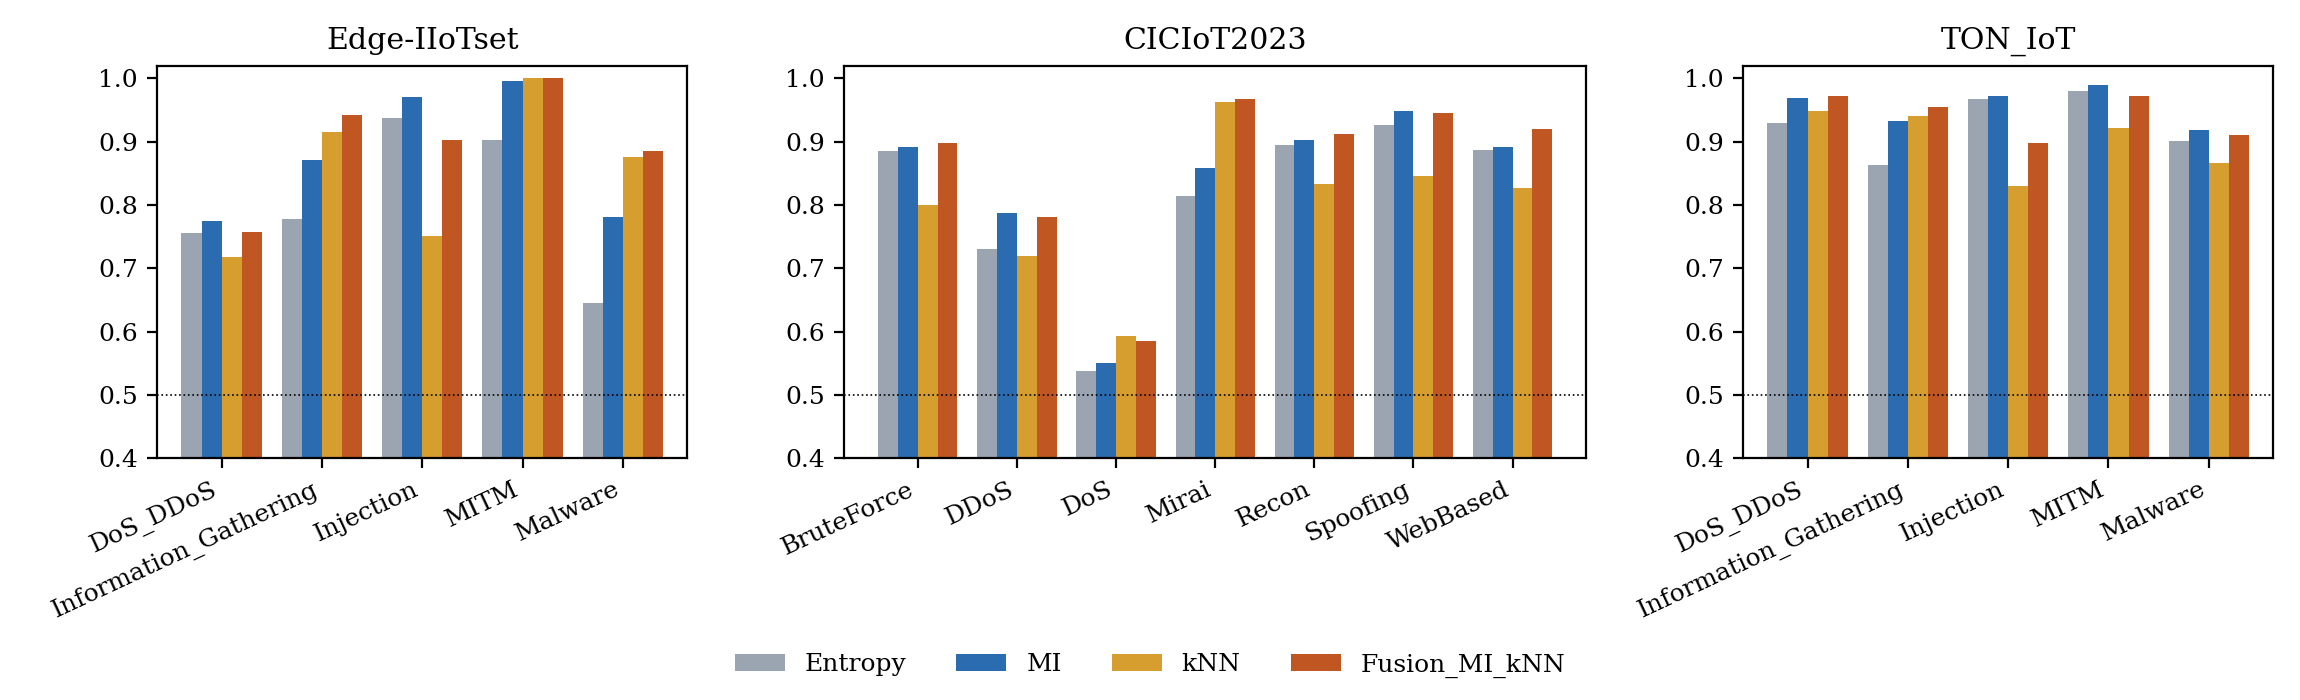 Edge-IIoTset
CICIoT2023
TON_IoT
1.0
0.9
0.8
0.7
0.6
0.5
0.4
DoS_DDoS
Information_Gathering
Injection
MITM
Malware
1.0
0.9
0.8
0.7
0.6
0.5
0.4
BruteForce
DDoS
DoS
Mirai
Recon
Spoofing
WebBased
1.0
0.9
0.8
0.7
0.6
0.5
0.4
DoS_DDoS
Information_Gathering
Injection
MITM
Malware
Entropy
MI
kNN
Fusion_MI_kNN